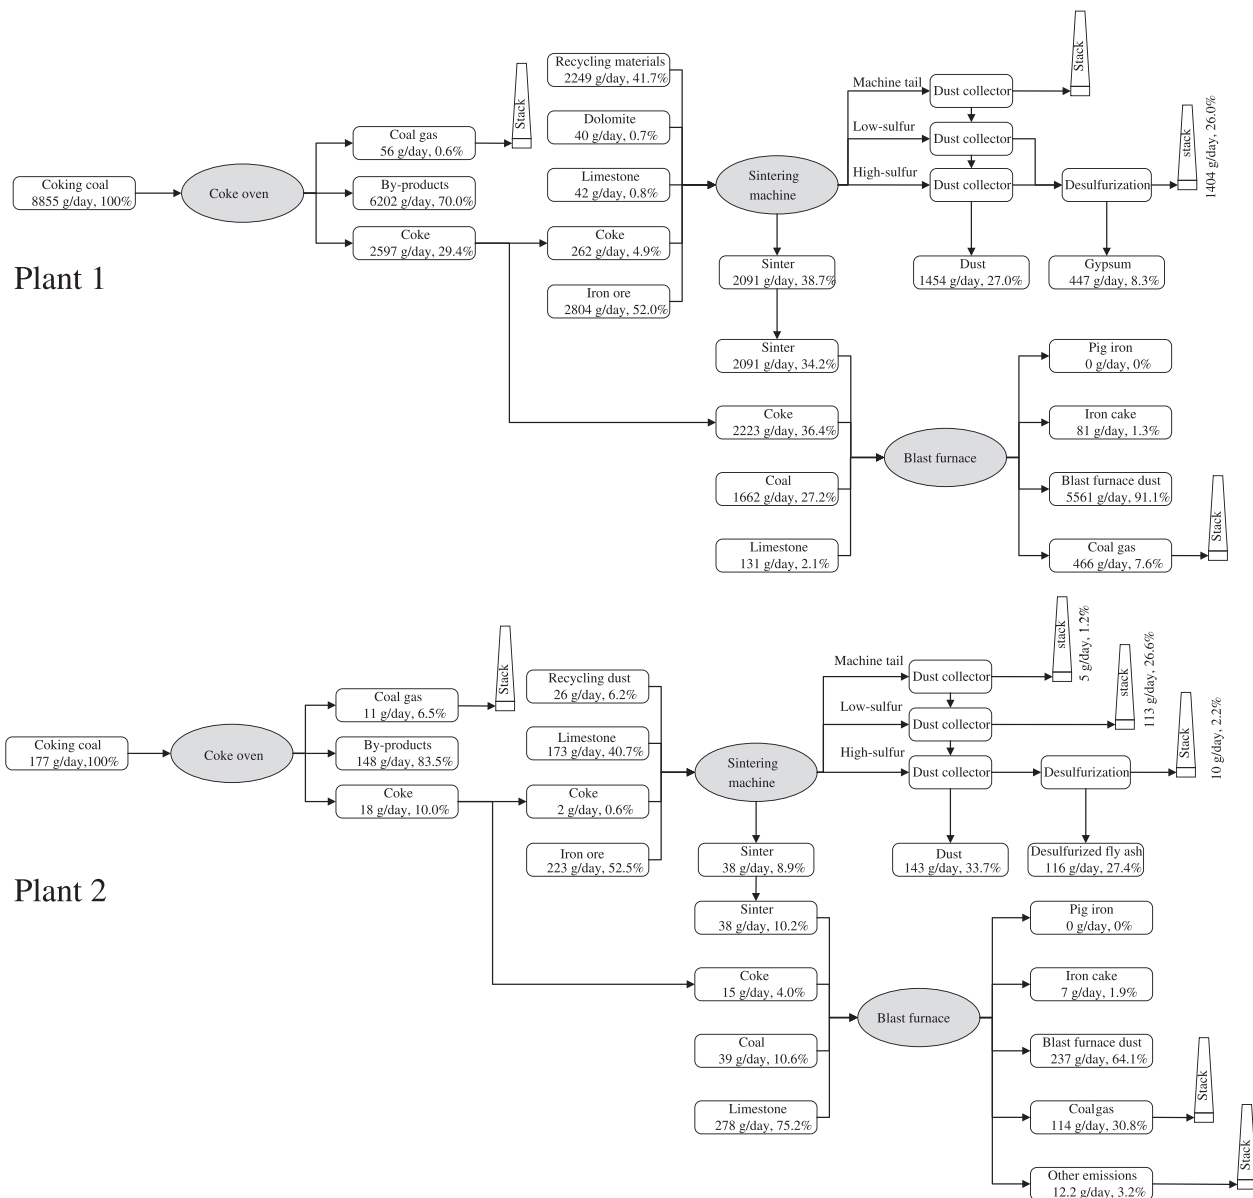 Recycling materials
2249 g/day, 41.7%
Dolomite
40 g/day, 0.7%
Limestone
42 g/day, 0.8%
Coke
262 g/day, 4.9%
Iron ore
2804 g/day, 52.0%
Coking coal
8855 g/day, 100%
Coke oven
Coal gas
56 g/day, 0.6%
Stack
By-products
6202 g/day, 70.0%
Coke
2597 g/day, 29.4%
Plant 1
Sintering
machine
Machine tail
Low-sulfur
High-sulfur
Dust collector
Dust collector
Dust collector
Stack
Desulfurization
stack
1404 g/day, 26.0%
Sinter
2091 g/day, 38.7%
Dust
1454 g/day, 27.0%
Gypsum
447 g/day, 8.3%
Sinter
2091 g/day, 34.2%
Coke
2223 g/day, 36.4%
Coal
1662 g/day, 27.2%
Limestone
131 g/day, 2.1%
Blast furnace
Pig iron
0 g/day, 0%
Iron cake
81 g/day, 1.3%
Blast furnace dust
5561 g/day, 91.1%
Coal gas
466 g/day, 7.6%
Stack
Coking coal
177 g/day,100%
Coke oven
Coal gas
11 g/day, 6.5%
Stack
By-products
148 g/day, 83.5%
Coke
18 g/day, 10.0%
Plant 2
Recycling dust
26 g/day, 6.2%
Limestone
173 g/day, 40.7%
Coke
2 g/day, 0.6%
Iron ore
223 g/day, 52.5%
Sintering
machine
Machine tail
Low-sulfur
High-sulfur
Dust collector
Dust collector
Dust collector
stack
5 g/day, 1.2%
stack
113 g/day, 26.6%
Desulfurization
Stack
10 g/day, 2.2%
Sinter
38 g/day, 8.9%
Dust
143 g/day, 33.7%
Desulfurized fly ash
116 g/day, 27.4%
Sinter
38 g/day, 10.2%
Coke
15 g/day, 4.0%
Coal
39 g/day, 10.6%
Limestone
278 g/day, 75.2%
Blast furnace
Pig iron
0 g/day, 0%
Iron cake
7 g/day, 1.9%
Blast furnace dust
237 g/day, 64.1%
Coalgas
114 g/day, 30.8%
Stack
Other emissions
12.2 g/day, 3.2%
Stack